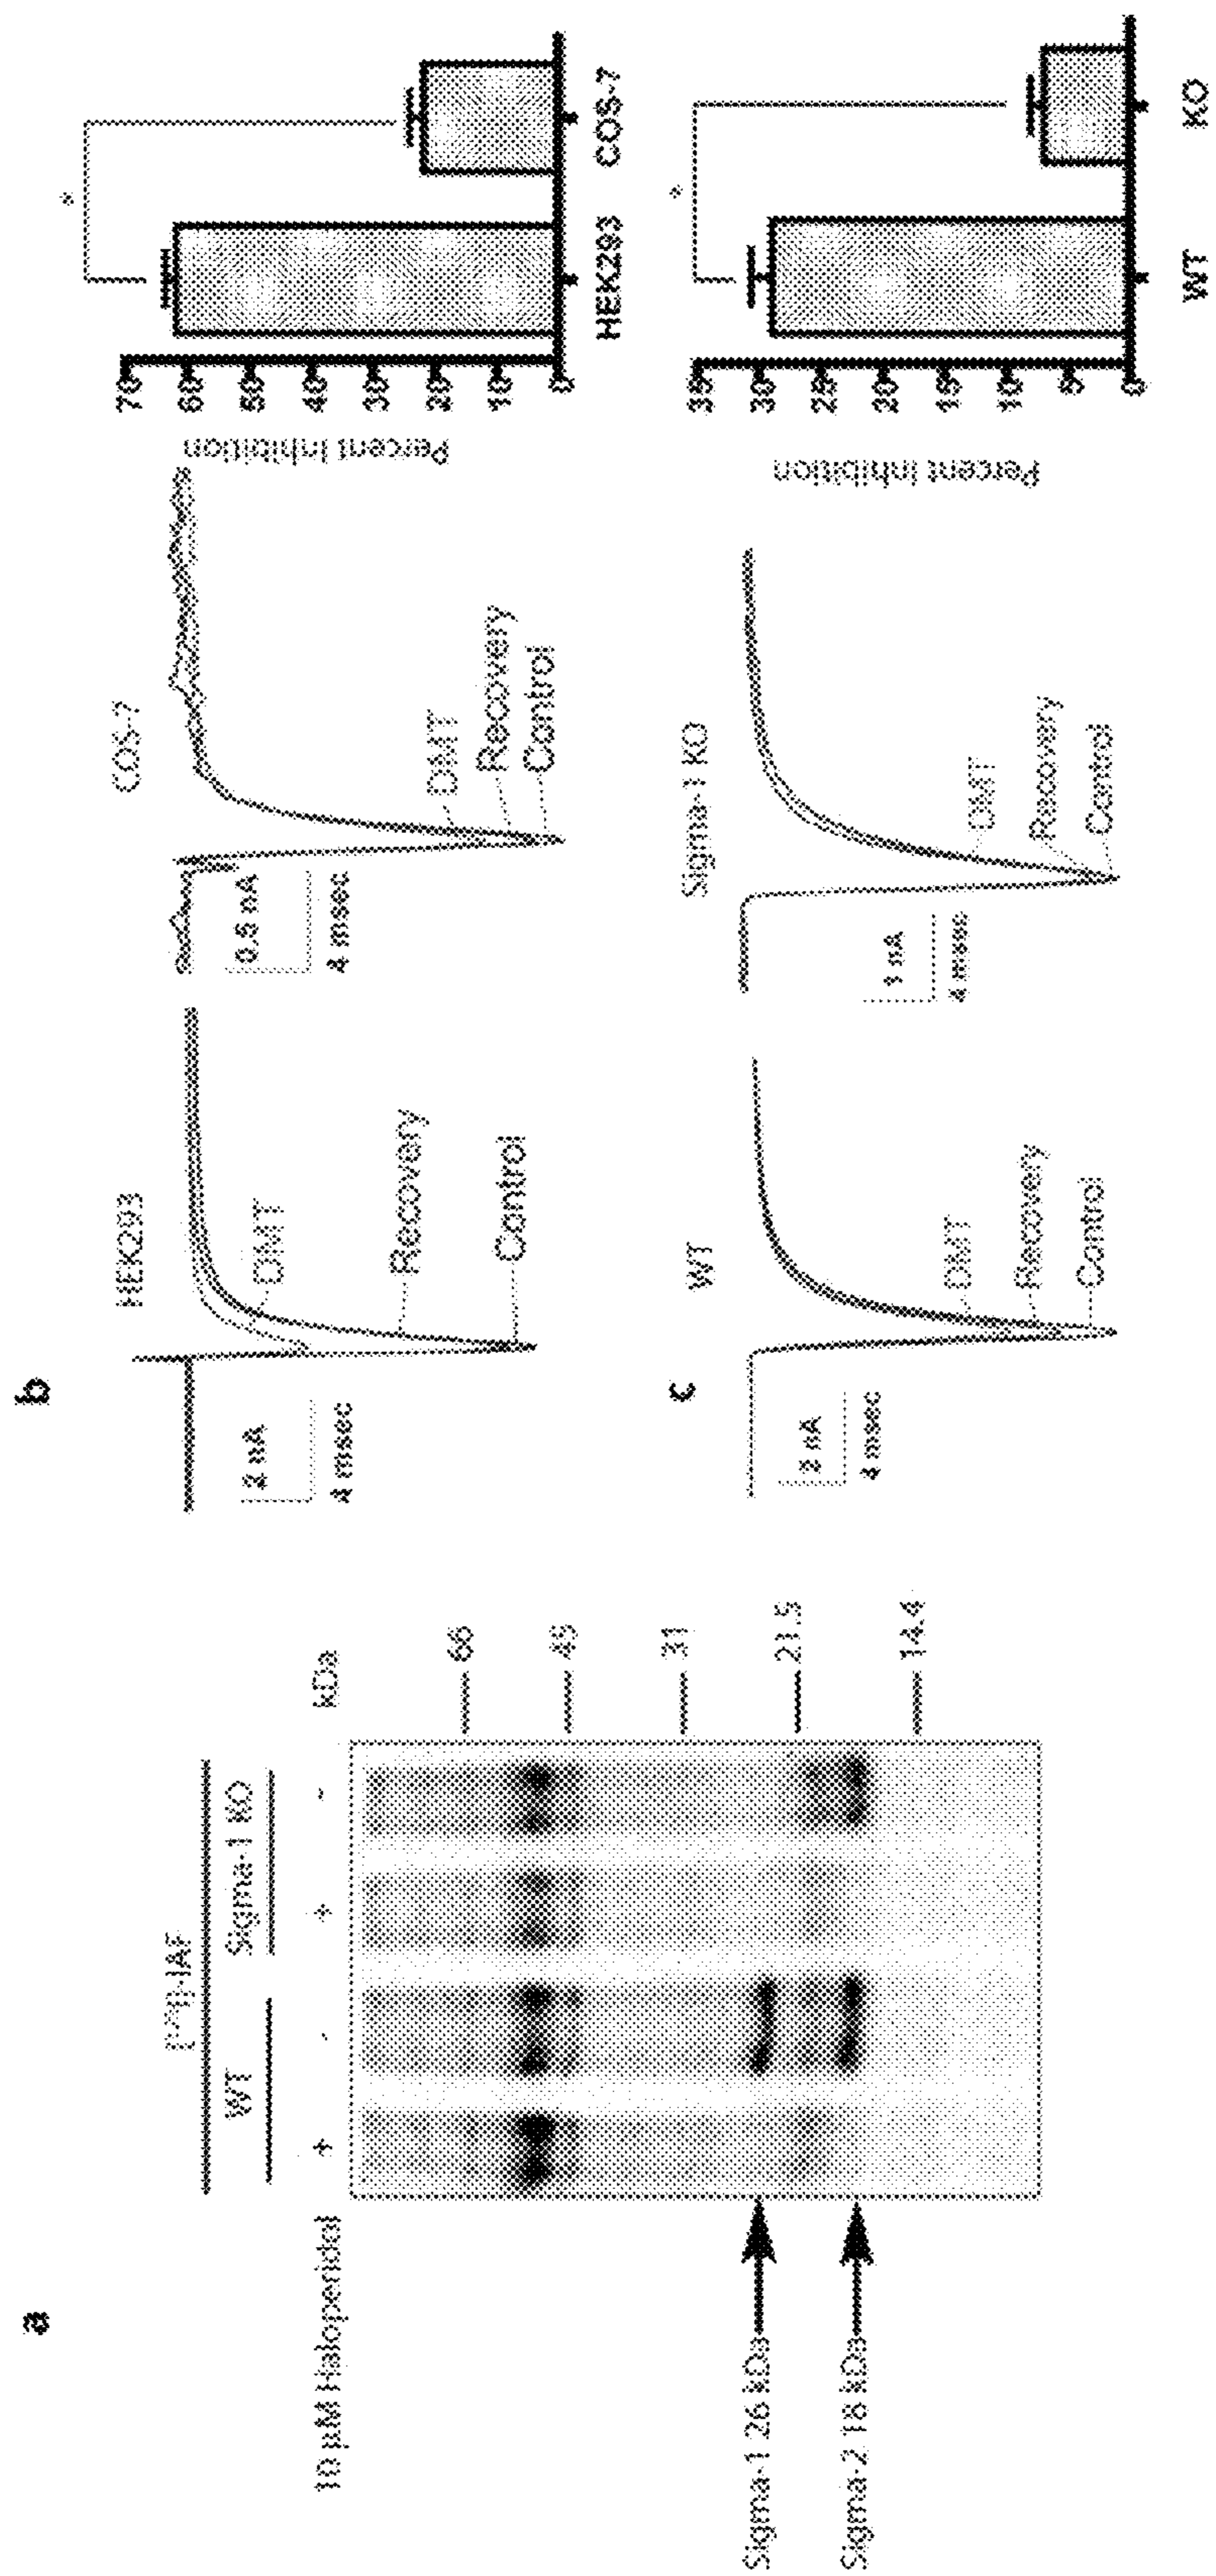 a
[¹²⁵I]-IAF
WT
Sigma-1 KO
10 µM Haloperidol
+
-
+
-
kDa
66
45
31
21.5
14.4
Sigma-1 26 kDa
Sigma-2 18 kDa
b
HEK293
2 nA
4 msec
DMT
Recovery
Control
COS-7
0.5 nA
4 msec
DMT
Recovery
Control
Percent Inhibition
70
60
50
40
30
20
10
0
*
HEK293
COS-7
c
WT
2 nA
4 msec
DMT
Recovery
Control
Sigma-1 KO
1 nA
4 msec
DMT
Recovery
Control
Percent Inhibition
35
30
25
20
15
10
5
0
*
WT
KO